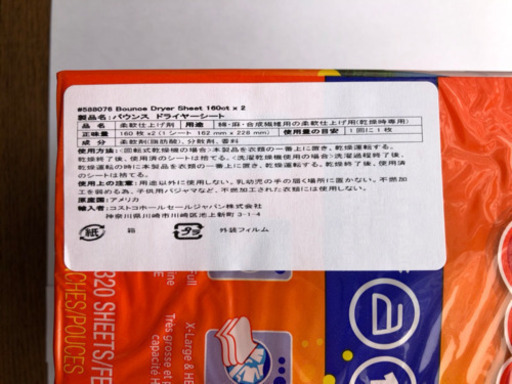 #588076 Bounce Dryer Sheet 160ct x 2
製品名: バウンス ドライヤーシート
品 名 柔軟仕上げ剤 用途 綿・麻・合成繊維用の柔軟仕上げ用(乾燥時専用)
正味量 160枚 x2 (1シート 162 mm x 228 mm) 使用量の目安 1回に1枚
成 分 柔軟剤(脂肪酸)、分散剤、香料
使用方法: <回転式乾燥機の場合>本製品を衣類の一番上に置き、乾燥運転する。
乾燥終了後、使用済のシートは捨てる。<洗濯乾燥機使用の場合>洗濯過程終了後、
乾燥運転の時に本製品を衣類の一番上に置き、乾燥運転する。乾燥終了後、使用済
のシートは捨てる。
使用上の注意: 用途以外に使用しない。乳幼児の手の届く場所に置かない。不燃加
工を弱める為、子供用パジャマなど、不燃加工された衣類には使用しない。
原産国: アメリカ
輸入者: コストコホールセールジャパン株式会社
神奈川県川崎市川崎区池上新町 3-1-4
紙 箱 プラ 外装フィルム
320 SHEETS/FE
CHES/POUCES
X-Large & HE
Très grosse et
capacité
Full